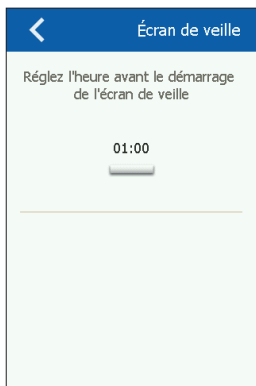 Écran de veille
Réglez l'heure avant le démarrage
de l'écran de veille
01:00